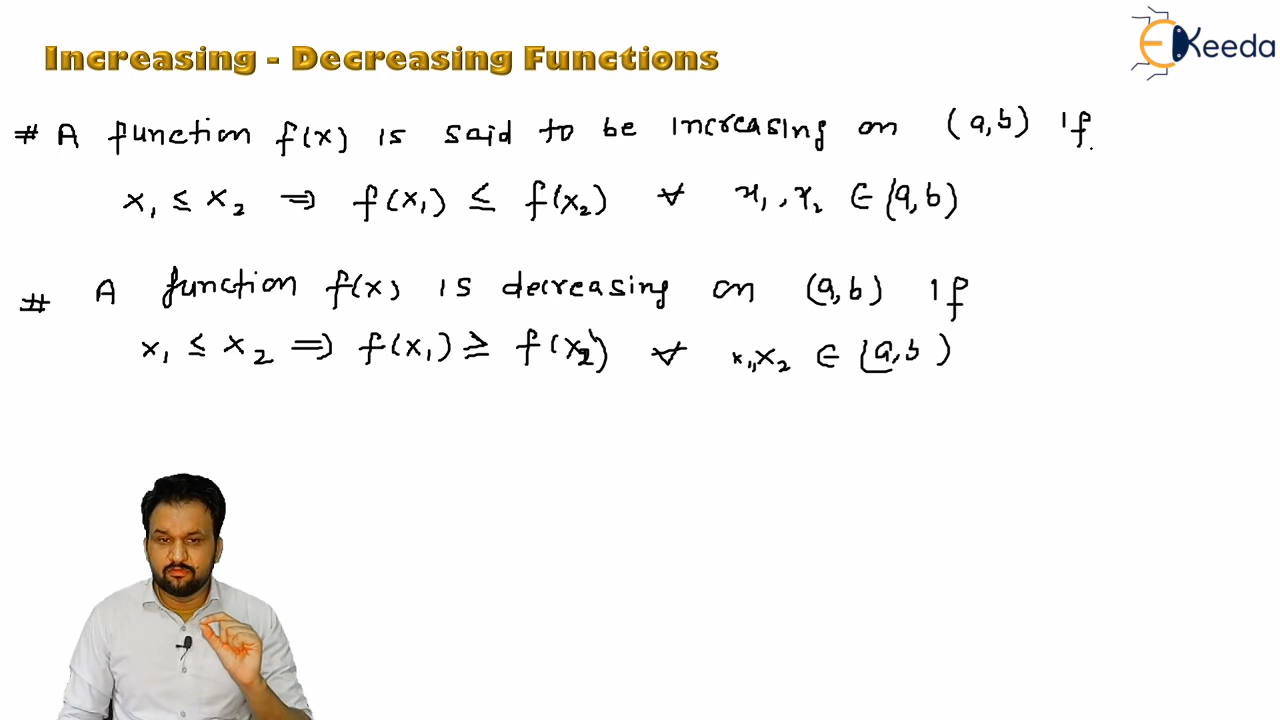 Increasing - Decreasing Functions
EKeeda
# A function f(x) is said to be increasing on (a,b) if
x₁ ≤ x₂ ⟹ f(x₁) ≤ f(x₂) ∀ x₁, x₂ ∈ (a,b)
# A function f(x) is decreasing on (a,b) if
x₁ ≤ x₂ ⟹ f(x₁) ≥ f(x₂) ∀ x₁, x₂ ∈ (a,b)